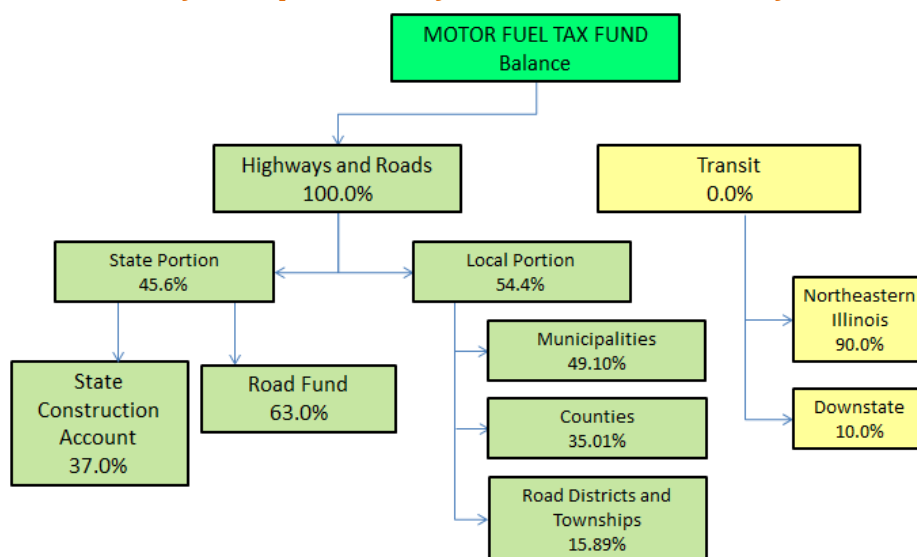 MOTOR FUEL TAX FUND
Balance
Highways and Roads
100.0%
Transit
0.0%
State Portion
45.6%
Local Portion
54.4%
Northeastern
Illinois
90.0%
Municipalities
49.10%
State
Construction
Account
37.0%
Road Fund
63.0%
Counties
35.01%
Downstate
10.0%
Road Districts and
Townships
15.89%